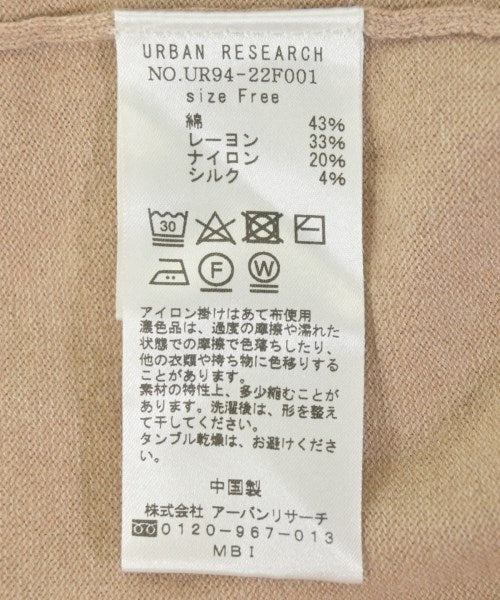 URBAN RESEARCH
NO.UR94-22F001
size Free
綿 43%
レーヨン 33%
ナイロン 20%
シルク 4%
30
F W
アイロン掛けはあて布使用
濃色品は、過度の摩擦や濡れた
状態での摩擦で色落ちしたり、
他の衣類や持ち物に色移りする
ことがあります。
素材の特性上、多少縮むことが
あります。洗濯後は、形を整え
て干してください。
タンブル乾燥は、お避けくださ
い。
中国製
株式会社 アーバンリサーチ
0120-967-013
MBI